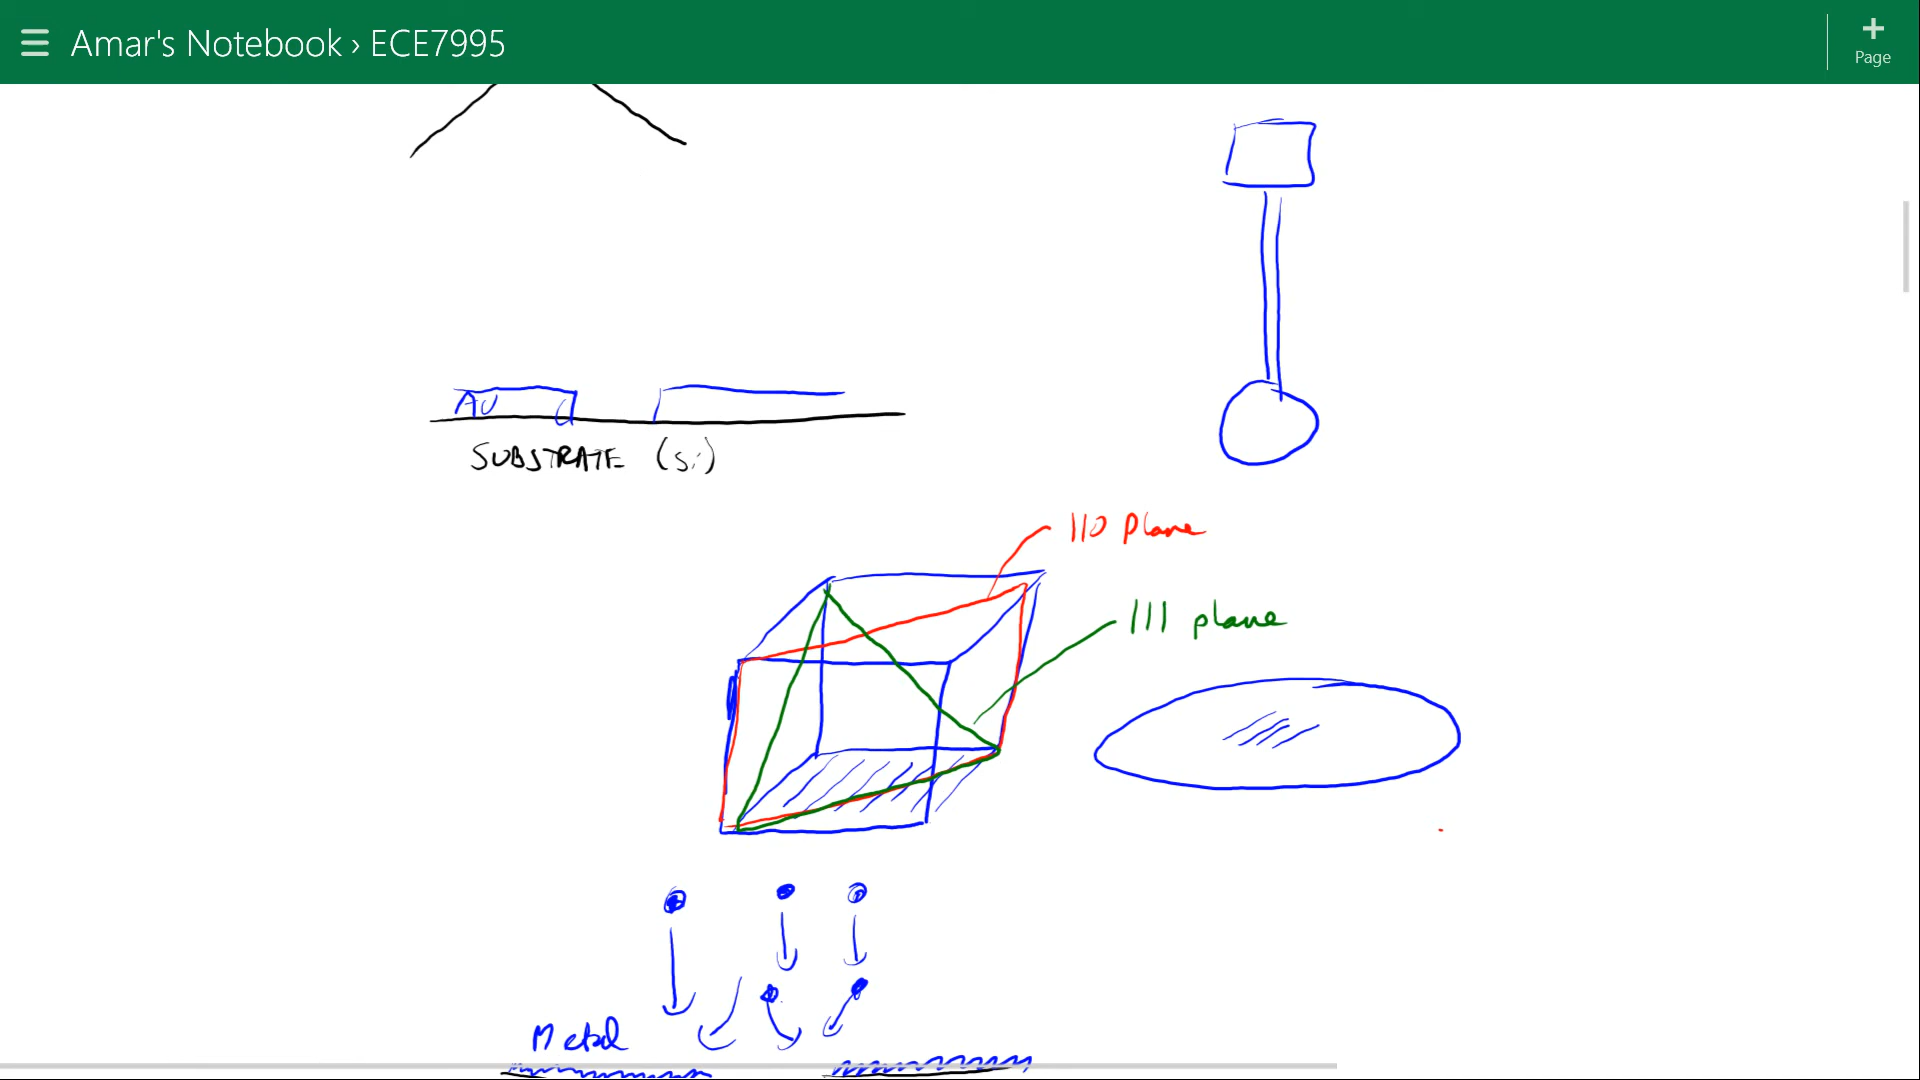 Amar's Notebook › ECE7995
Page
AU
SUBSTRATE (Si)
110 Plane
111 plane
Metal